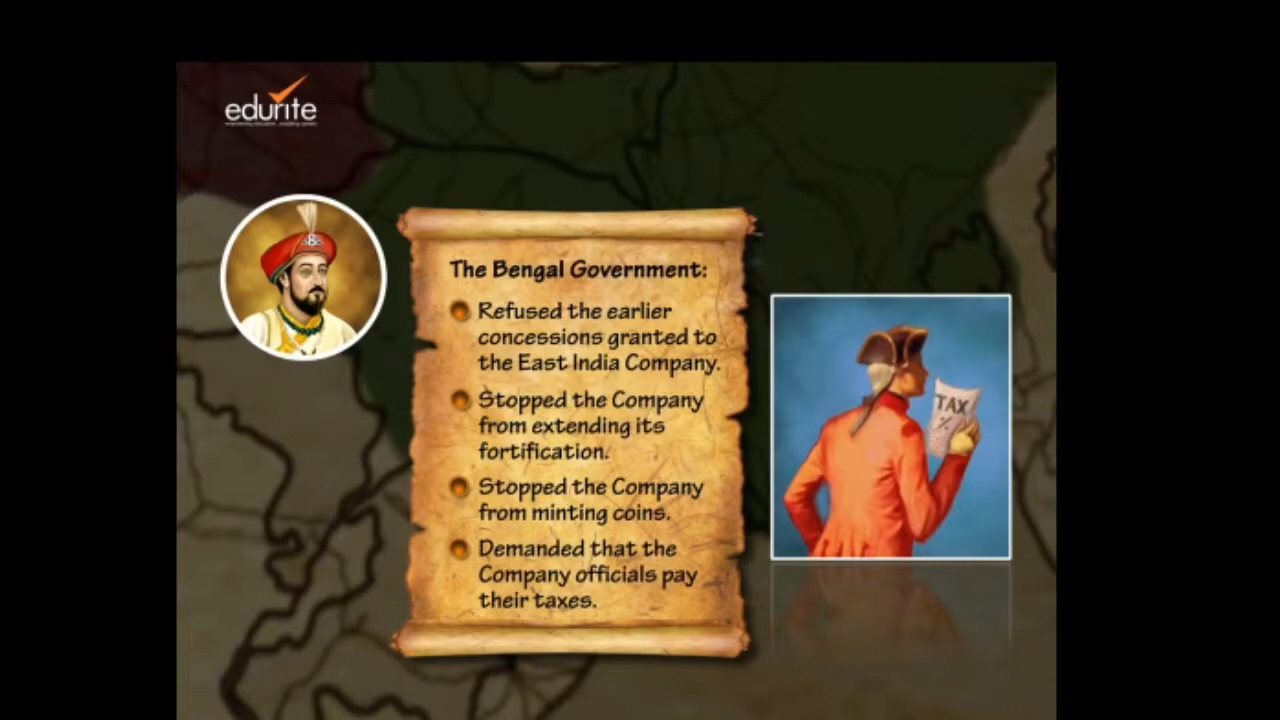 edurite
The Bengal Government:
Refused the earlier
concessions granted to
the East India Company.
Stopped the Company
from extending its
fortification.
Stopped the Company
from minting coins.
Demanded that the
Company officials pay
their taxes.
TAX
%